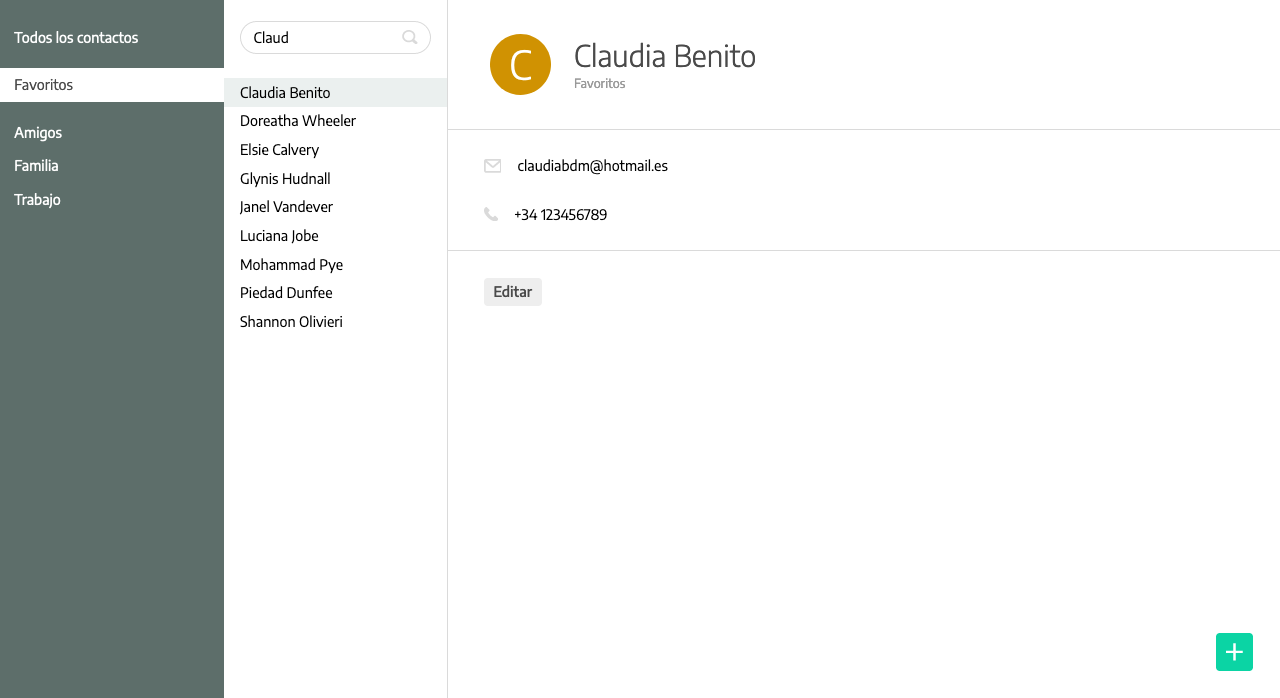 Todos los contactos
Favoritos
Amigos
Familia
Trabajo
Claud
Claudia Benito
Doreatha Wheeler
Elsie Calvery
Glynis Hudnall
Janel Vandever
Luciana Jobe
Mohammad Pye
Piedad Dunfee
Shannon Olivieri
C
Claudia Benito
Favoritos
claudiabdm@hotmail.es
+34 123456789
Editar